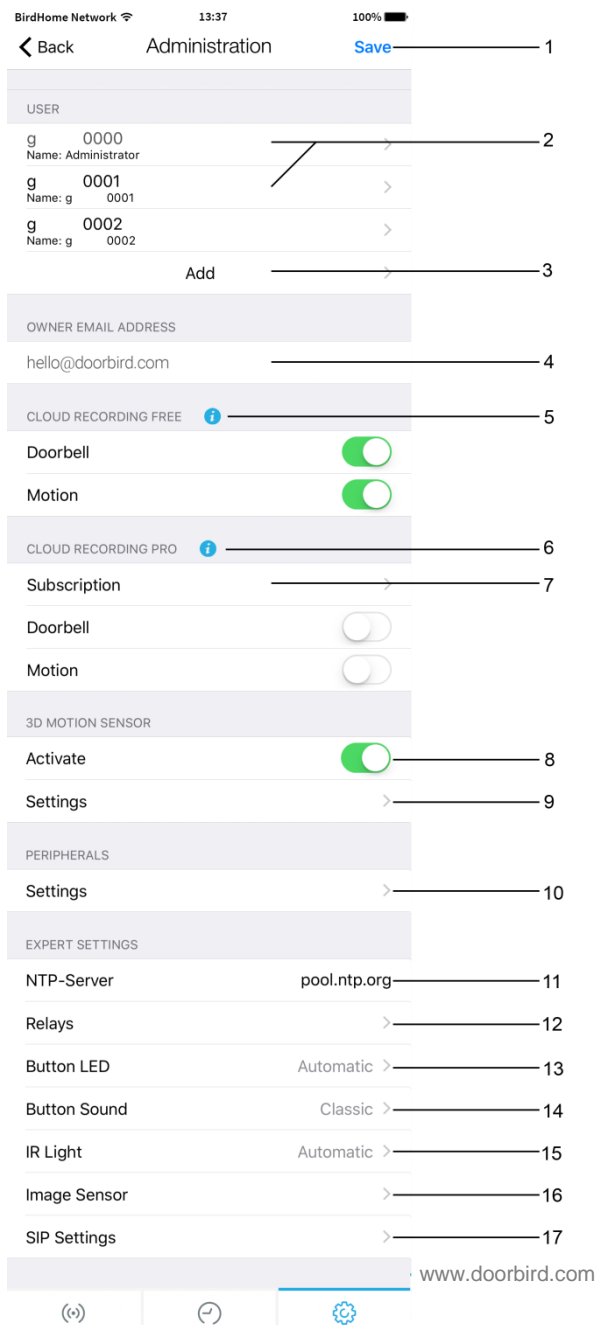 BirdHome Network 13:37 100%
Back Administration Save 1
USER
g 0000 2
Name: Administrator
g 0001
Name: g 0001
g 0002
Name: g 0002
Add 3
OWNER EMAIL ADDRESS
hello@doorbird.com 4
CLOUD RECORDING FREE i 5
Doorbell
Motion
CLOUD RECORDING PRO i 6
Subscription 7
Doorbell
Motion
3D MOTION SENSOR
Activate 8
Settings 9
PERIPHERALS
Settings 10
EXPERT SETTINGS
NTP-Server pool.ntp.org 11
Relays 12
Button LED Automatic 13
Button Sound Classic 14
IR Light Automatic 15
Image Sensor 16
SIP Settings 17
www.doorbird.com